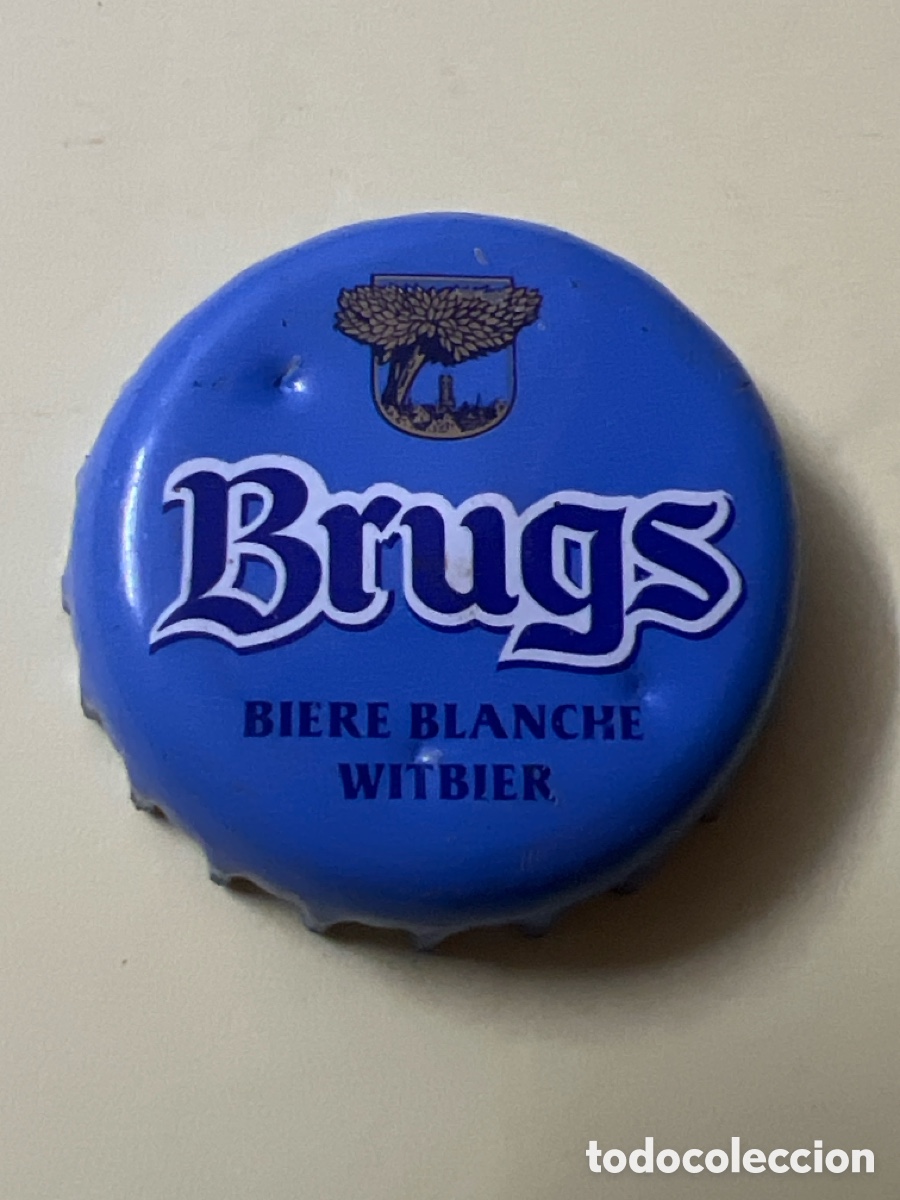 Brugs
BIERE BLANCHE
WITBIER
todocoleccion